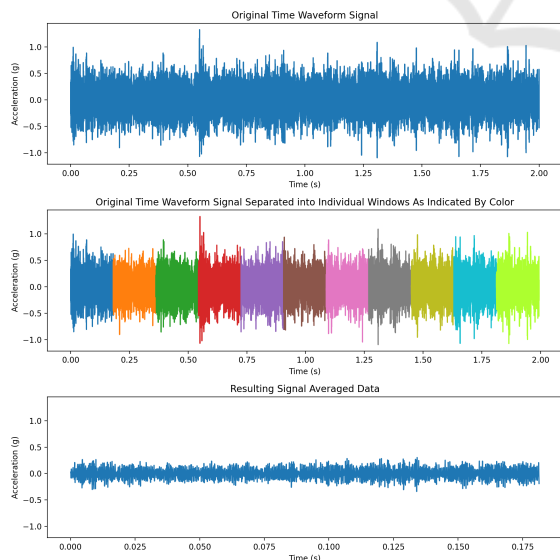 Original Time Waveform Signal
Acceleration (g)
1.0
0.5
0.0
−0.5
−1.0
0.00 0.25 0.50 0.75 1.00 1.25 1.50 1.75 2.00
Time (s)
Original Time Waveform Signal Separated into Individual Windows As Indicated By Color
Acceleration (g)
1.0
0.5
0.0
−0.5
−1.0
0.00 0.25 0.50 0.75 1.00 1.25 1.50 1.75 2.00
Time (s)
Resulting Signal Averaged Data
Acceleration (g)
1.0
0.5
0.0
−0.5
−1.0
0.000 0.025 0.050 0.075 0.100 0.125 0.150 0.175
Time (s)